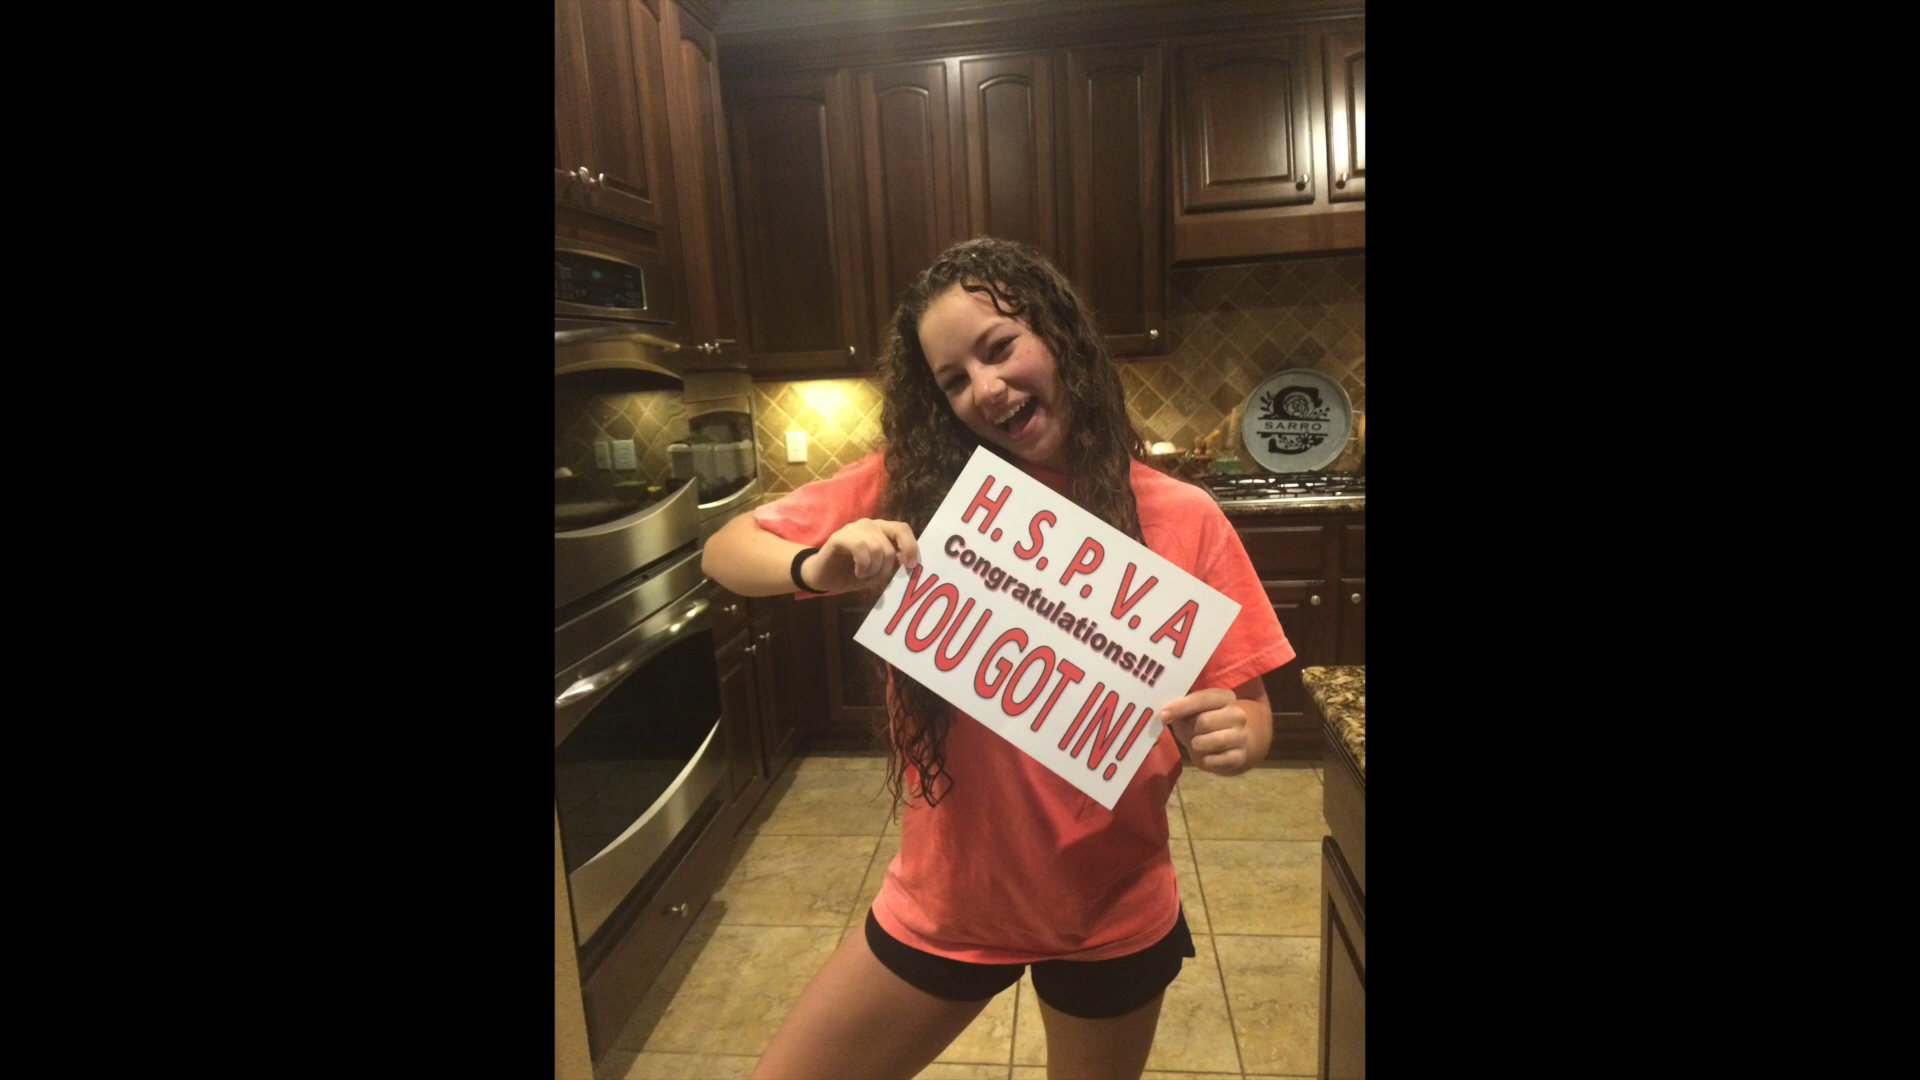 H. S. P. V. A
Congratulations!!!
YOU GOT IN!
S
SARRO